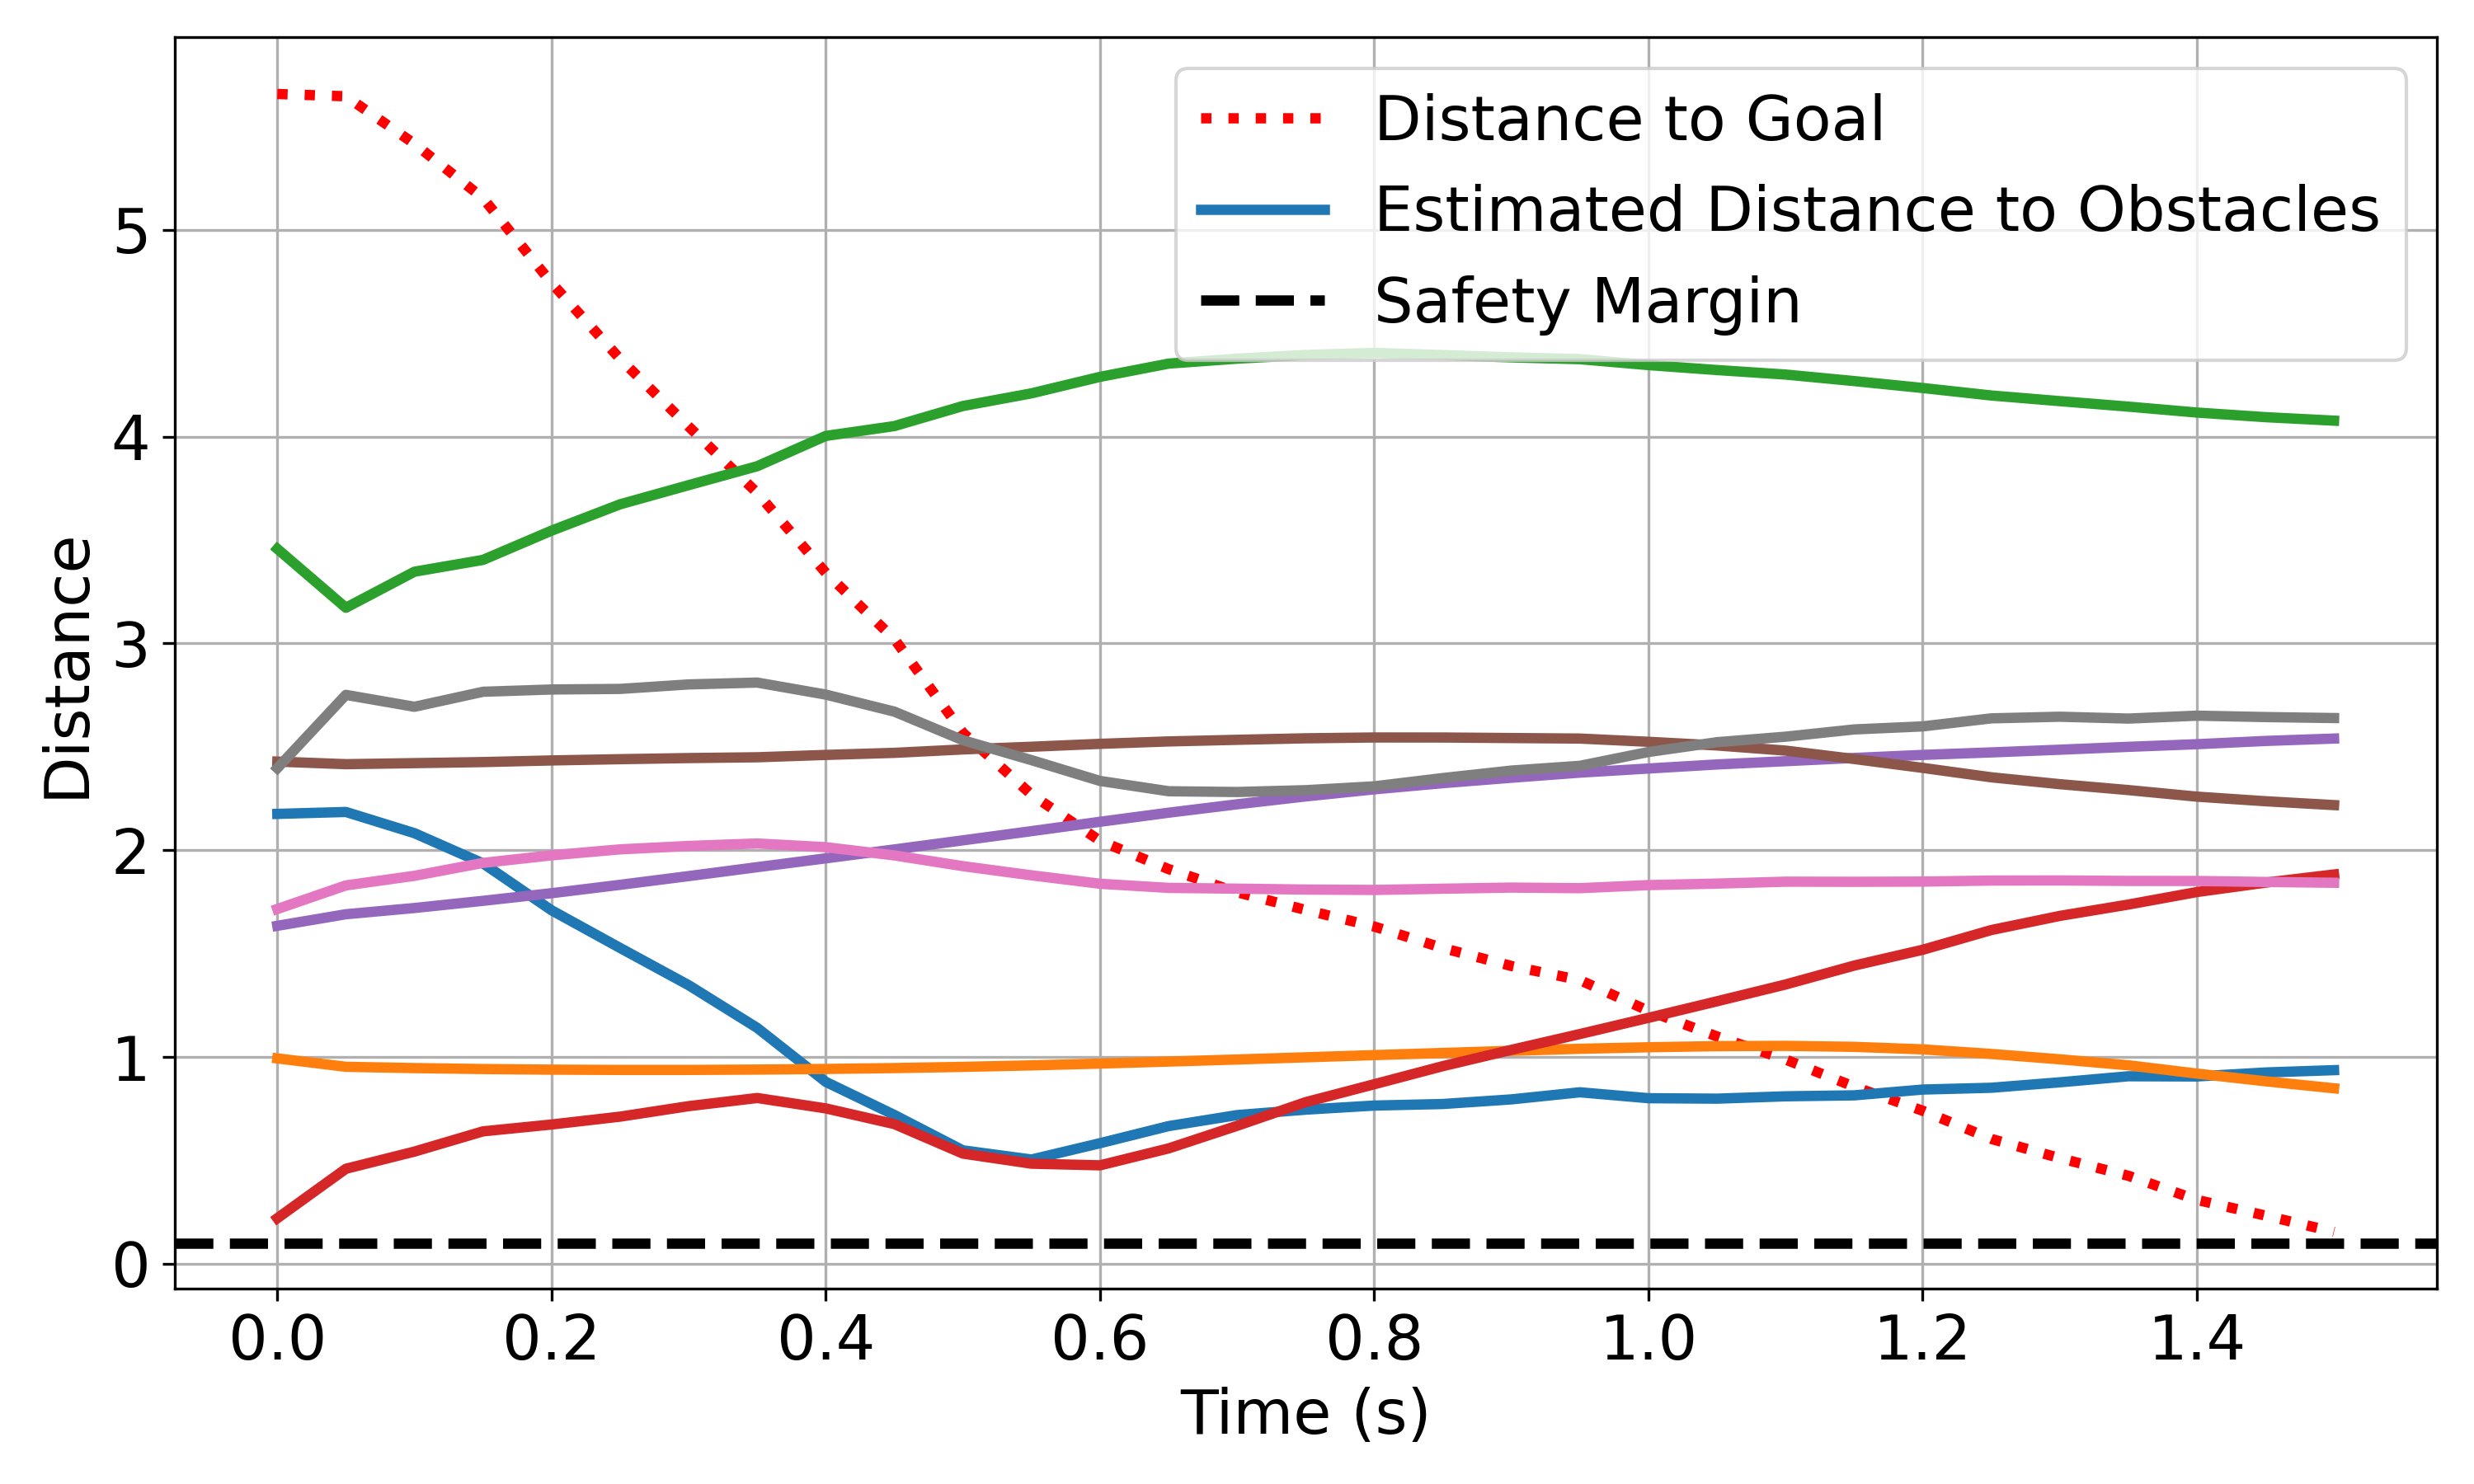 Distance to Goal
Estimated Distance to Obstacles
Safety Margin
Distance
5
4
3
2
1
0
0.0 0.2 0.4 0.6 0.8 1.0 1.2 1.4
Time (s)